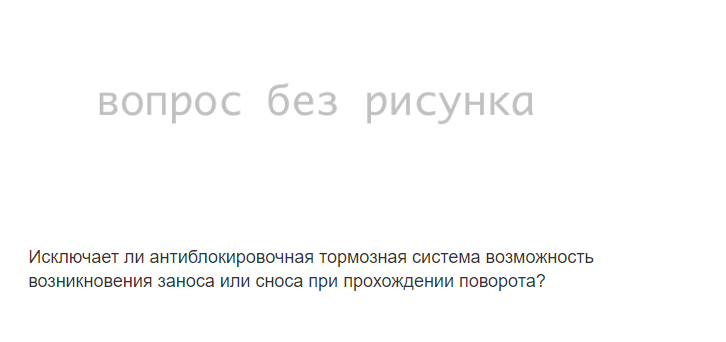 вопрос без рисунка
Исключает ли антиблокировочная тормозная система возможность
возникновения заноса или сноса при прохождении поворота?